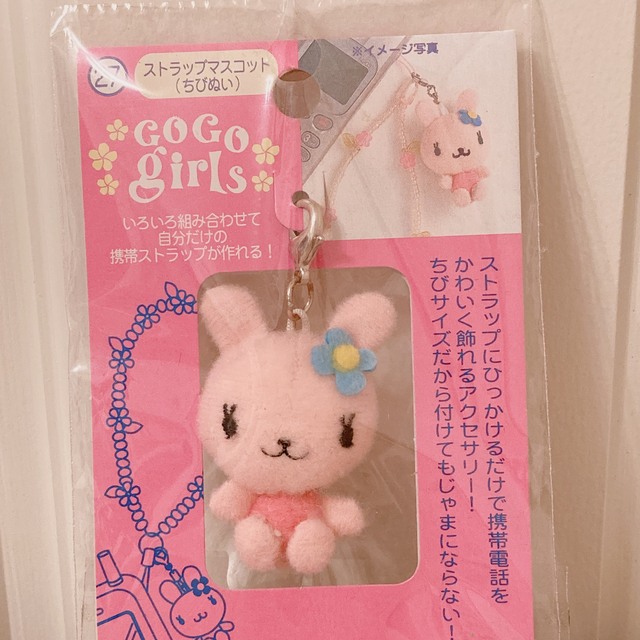 27
ストラップマスコット
(ちびぬい)
※イメージ写真
GOGO
girls
いろいろ組み合わせて
自分だけの
携帯ストラップが作れる!
ストラップにひっかけるだけで携帯電話を
かわいく飾れるアクセサリー!
ちびサイズだから付けてもじゃまにならない!